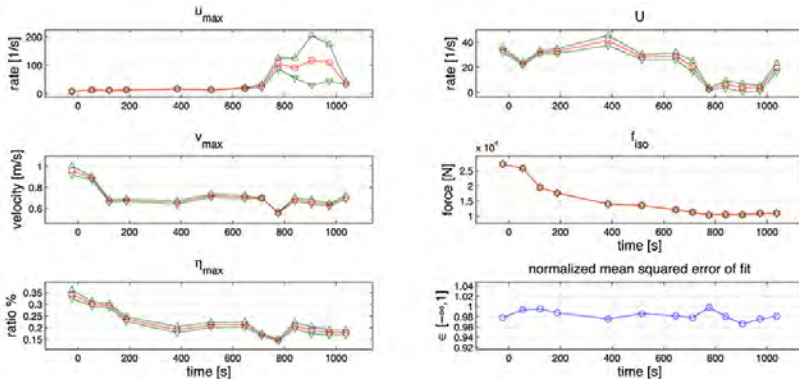 u_max
rate [1/s]
200
100
0
0 200 400 600 800 1000
U
rate [1/s]
40
20
0
0 200 400 600 800 1000
v_max
velocity [m/s]
1
0.8
0.6
0 200 400 600 800 1000
f_iso
x 10^4
force [N]
2.5
2
1.5
1
0 200 400 600 800 1000
time [s]
η_max
ratio %
0.35
0.3
0.25
0.2
0.15
0 200 400 600 800 1000
time [s]
normalized mean squared error of fit
∈ [-∞,1]
1.04
1.02
1
0.98
0.96
0.94
0.92
0 200 400 600 800 1000
time [s]